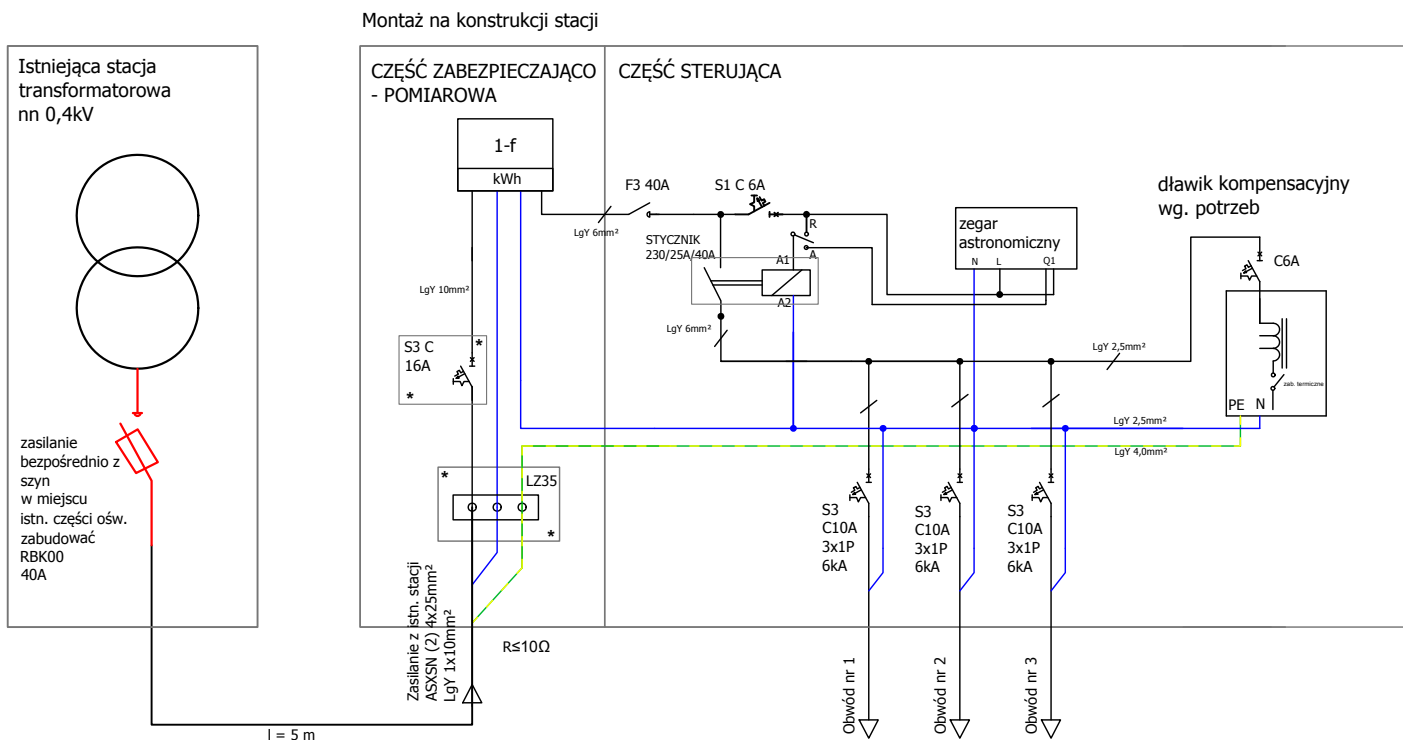 Montaż na konstrukcji stacji
Istniejąca stacja
transformatorowa
nn 0,4kV
zasilanie
bezpośrednio z
szyn
w miejscu
istn. części ośw.
zabudować
RBK00
40A
l = 5 m
CZĘŚĆ ZABEZPIECZAJĄCO
- POMIAROWA
1-f
kWh
LgY 10mm²
S3 C
16A
*
*
*
LZ35
*
Zasilanie z istn. stacji
ASXSN (2) 4x25mm²
LgY 1x10mm²
R≤10Ω
CZĘŚĆ STERUJĄCA
LgY 6mm²
F3 40A
S1 C 6A
STYCZNIK
230/25A/40A
R
A
A1
A2
LgY 6mm²
zegar
astronomiczny
N L Q1
dławik kompensacyjny
wg. potrzeb
C6A
zab. termiczne
PE N
LgY 2,5mm²
LgY 2,5mm²
LgY 4,0mm²
S3
C10A
3x1P
6kA
S3
C10A
3x1P
6kA
S3
C10A
3x1P
6kA
Obwód nr 1
Obwód nr 2
Obwód nr 3